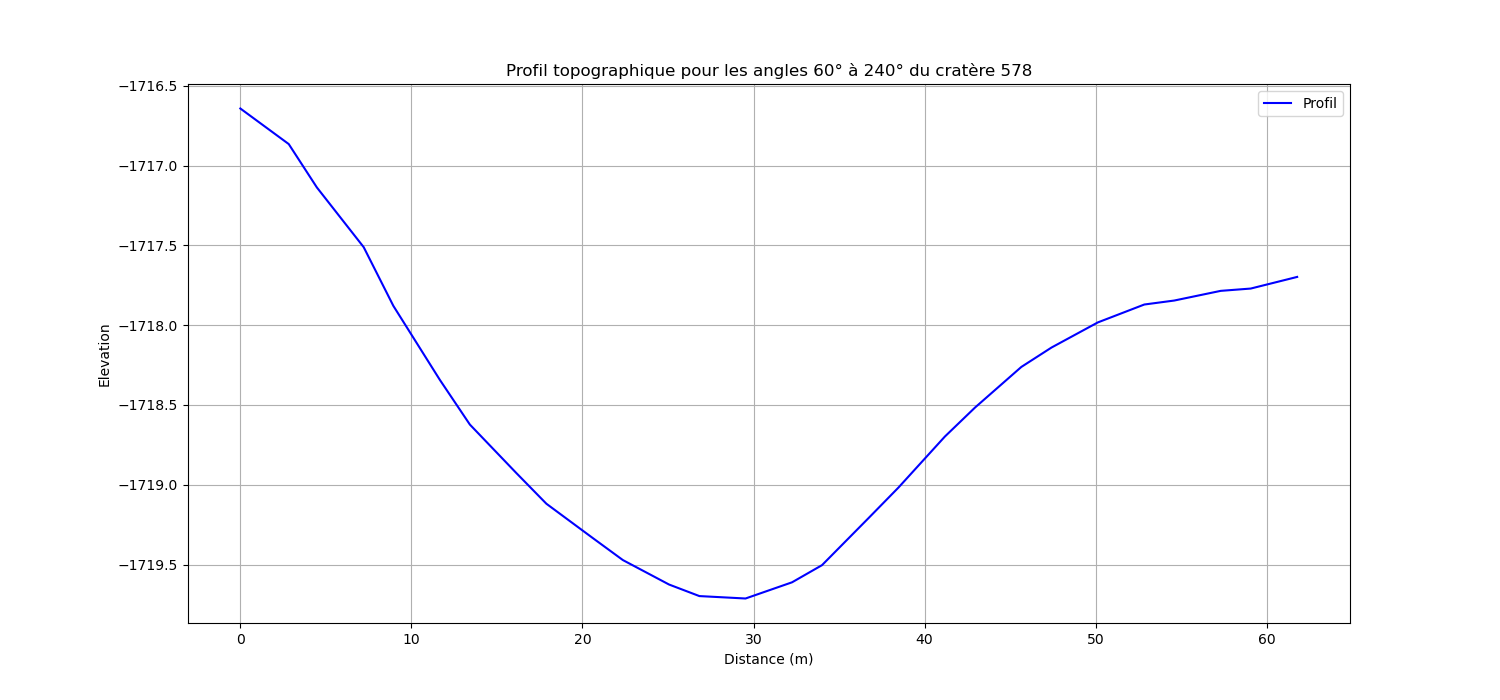 Profil topographique pour les angles 60° à 240° du cratère 578
Profil
−1716.5
−1717.0
−1717.5
−1718.0
−1718.5
−1719.0
−1719.5
Elevation
0 10 20 30 40 50 60
Distance (m)